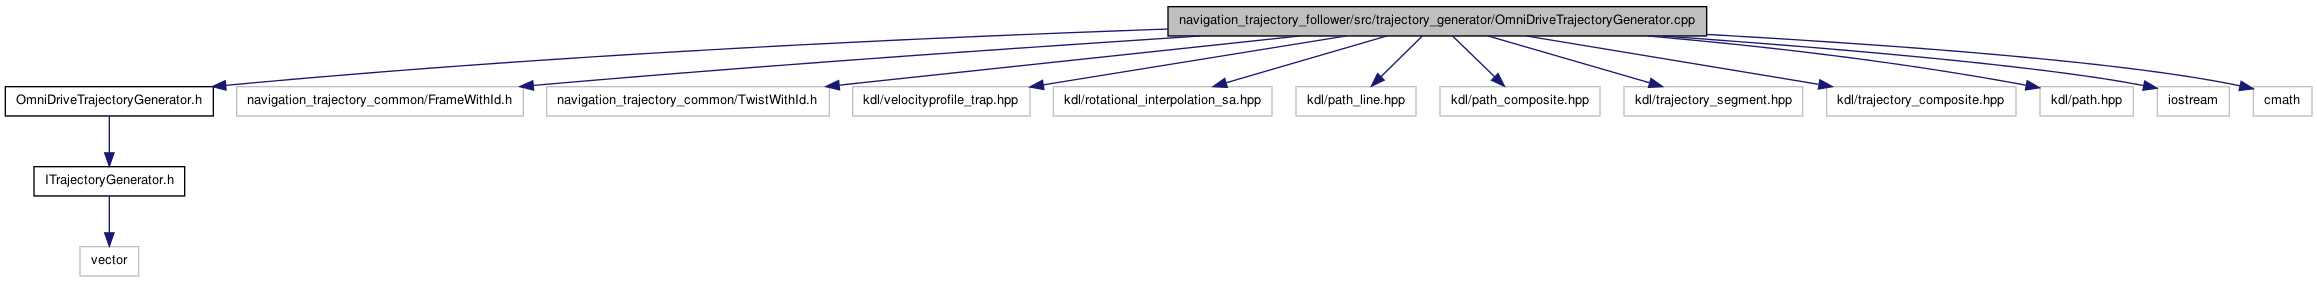 navigation_trajectory_follower/src/trajectory_generator/OmniDriveTrajectoryGenerator.cpp
OmniDriveTrajectoryGenerator.h
navigation_trajectory_common/FrameWithId.h
navigation_trajectory_common/TwistWithId.h
kdl/velocityprofile_trap.hpp
kdl/rotational_interpolation_sa.hpp
kdl/path_line.hpp
kdl/path_composite.hpp
kdl/trajectory_segment.hpp
kdl/trajectory_composite.hpp
kdl/path.hpp
iostream
cmath
ITrajectoryGenerator.h
vector